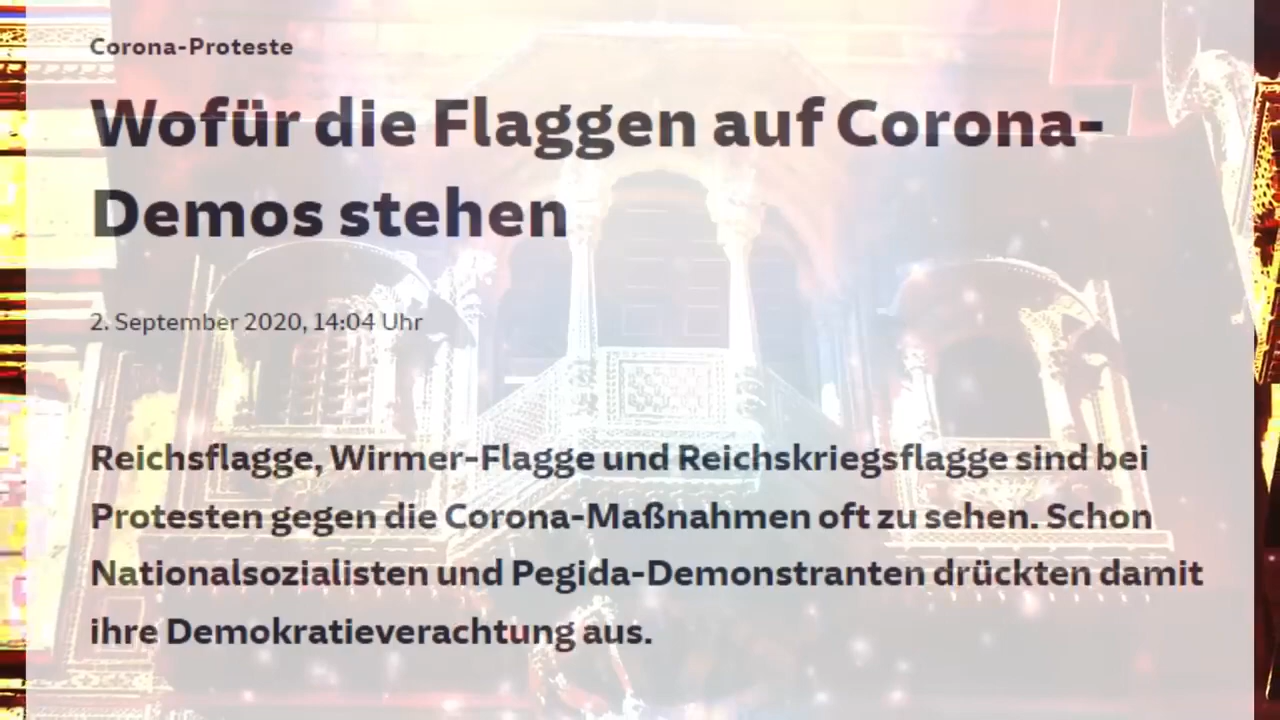 Corona-Proteste
Wofür die Flaggen auf Corona-
Demos stehen
2. September 2020, 14:04 Uhr
Reichsflagge, Wirmer-Flagge und Reichskriegsflagge sind bei
Protesten gegen die Corona-Maßnahmen oft zu sehen. Schon
Nationalsozialisten und Pegida-Demonstranten drückten damit
ihre Demokratieverachtung aus.